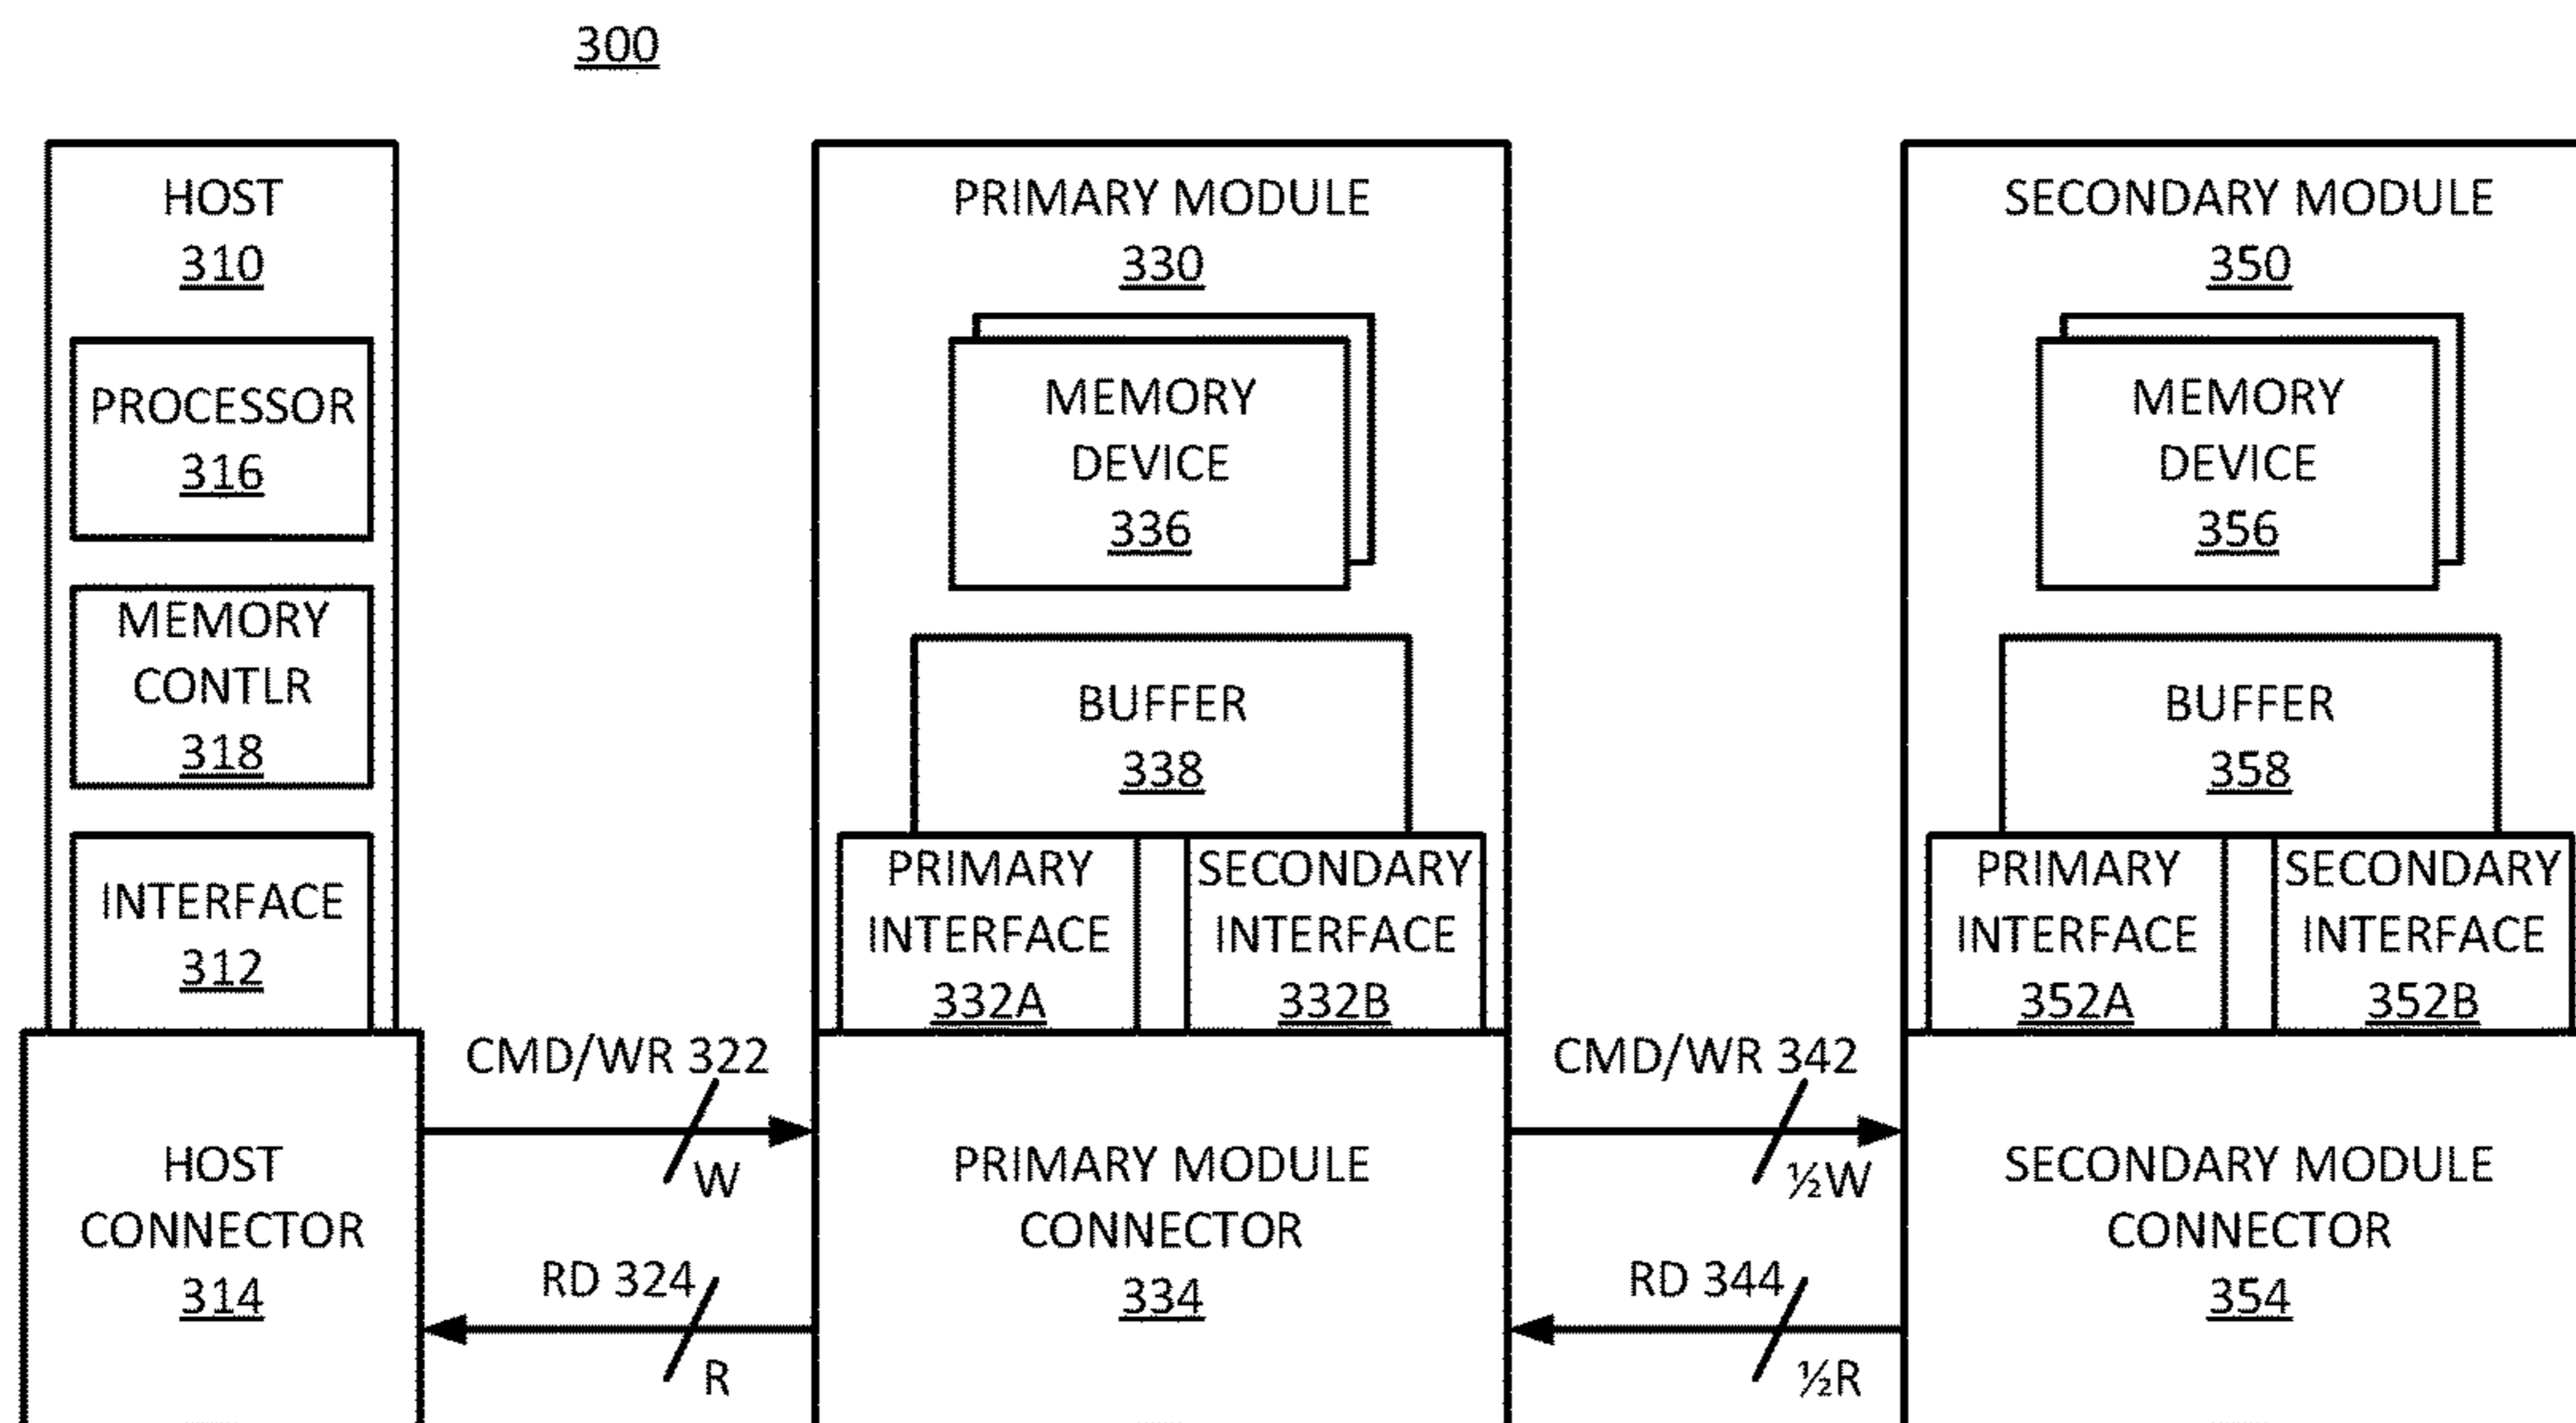 300
HOST
310
PROCESSOR
316
MEMORY
CONTLR
318
INTERFACE
312
HOST
CONNECTOR
314
CMD/WR 322
W
RD 324
R
PRIMARY MODULE
330
MEMORY
DEVICE
336
BUFFER
338
PRIMARY
INTERFACE
332A
SECONDARY
INTERFACE
332B
PRIMARY MODULE
CONNECTOR
334
CMD/WR 342
½W
RD 344
½R
SECONDARY MODULE
350
MEMORY
DEVICE
356
BUFFER
358
PRIMARY
INTERFACE
352A
SECONDARY
INTERFACE
352B
SECONDARY MODULE
CONNECTOR
354